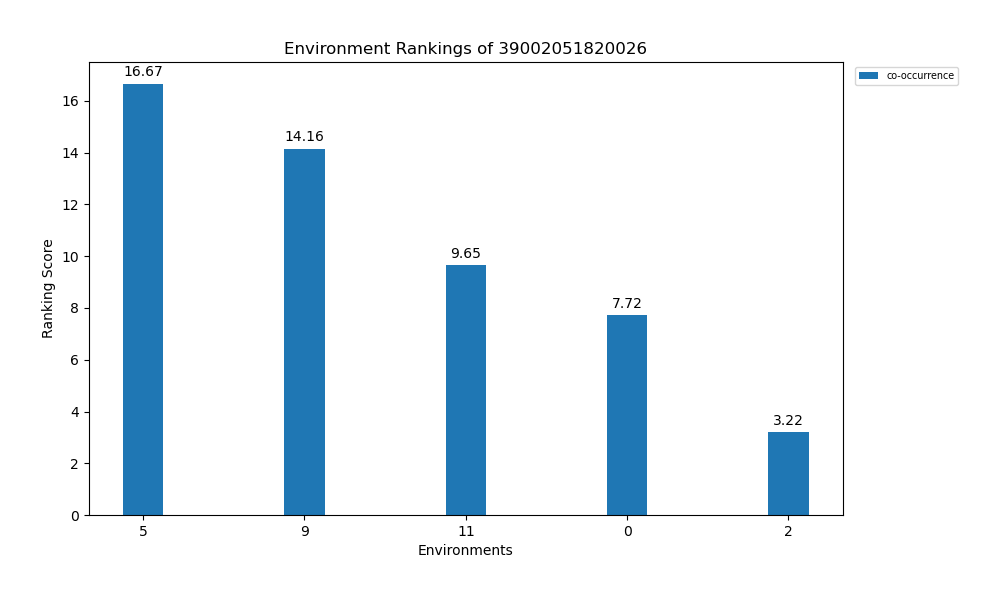 Environment Rankings of 39002051820026
co-occurrence
16.67
14.16
9.65
7.72
3.22
16
14
12
10
8
6
4
2
0
Ranking Score
5 9 11 0 2
Environments